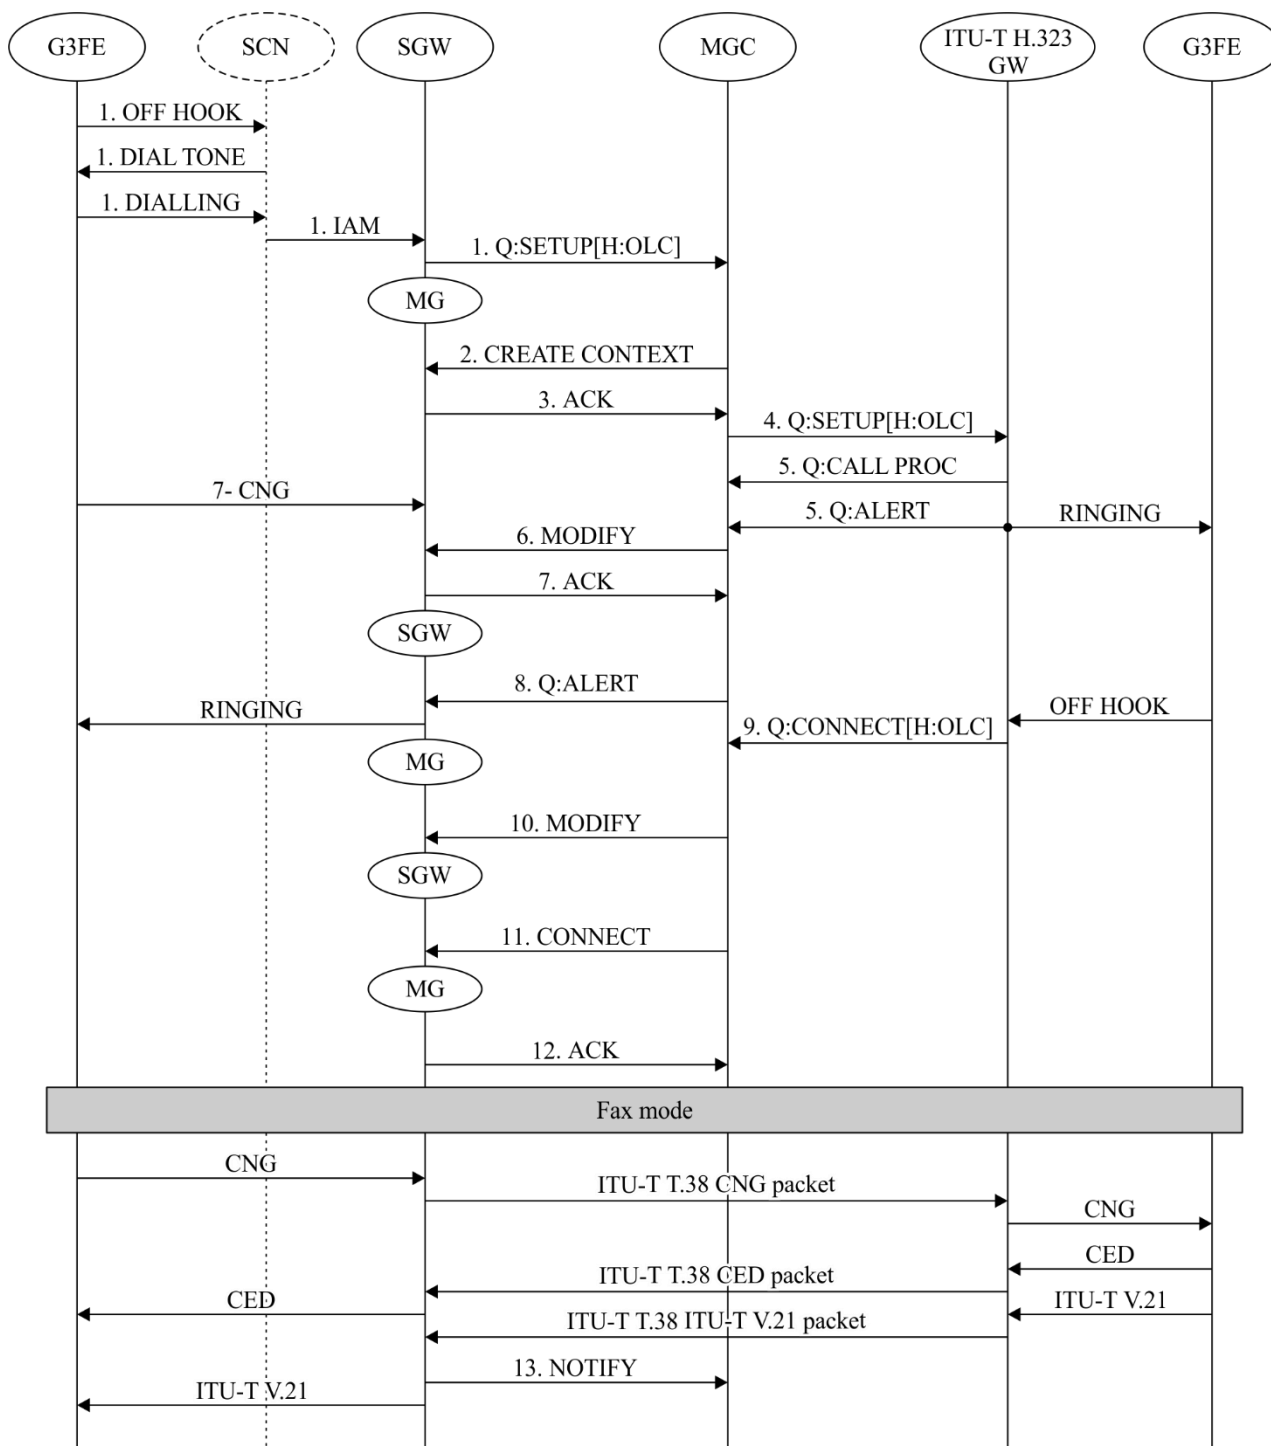 G3FE
SCN
SGW
MGC
ITU-T H.323
GW
G3FE
1. OFF HOOK
1. DIAL TONE
1. DIALLING
1. IAM
1. Q:SETUP[H:OLC]
MG
2. CREATE CONTEXT
3. ACK
4. Q:SETUP[H:OLC]
5. Q:CALL PROC
7- CNG
5. Q:ALERT
RINGING
6. MODIFY
7. ACK
SGW
8. Q:ALERT
RINGING
OFF HOOK
9. Q:CONNECT[H:OLC]
MG
10. MODIFY
SGW
11. CONNECT
MG
12. ACK
Fax mode
CNG
ITU-T T.38 CNG packet
CNG
CED
ITU-T T.38 CED packet
CED
ITU-T V.21
ITU-T T.38 ITU-T V.21 packet
13. NOTIFY
ITU-T V.21